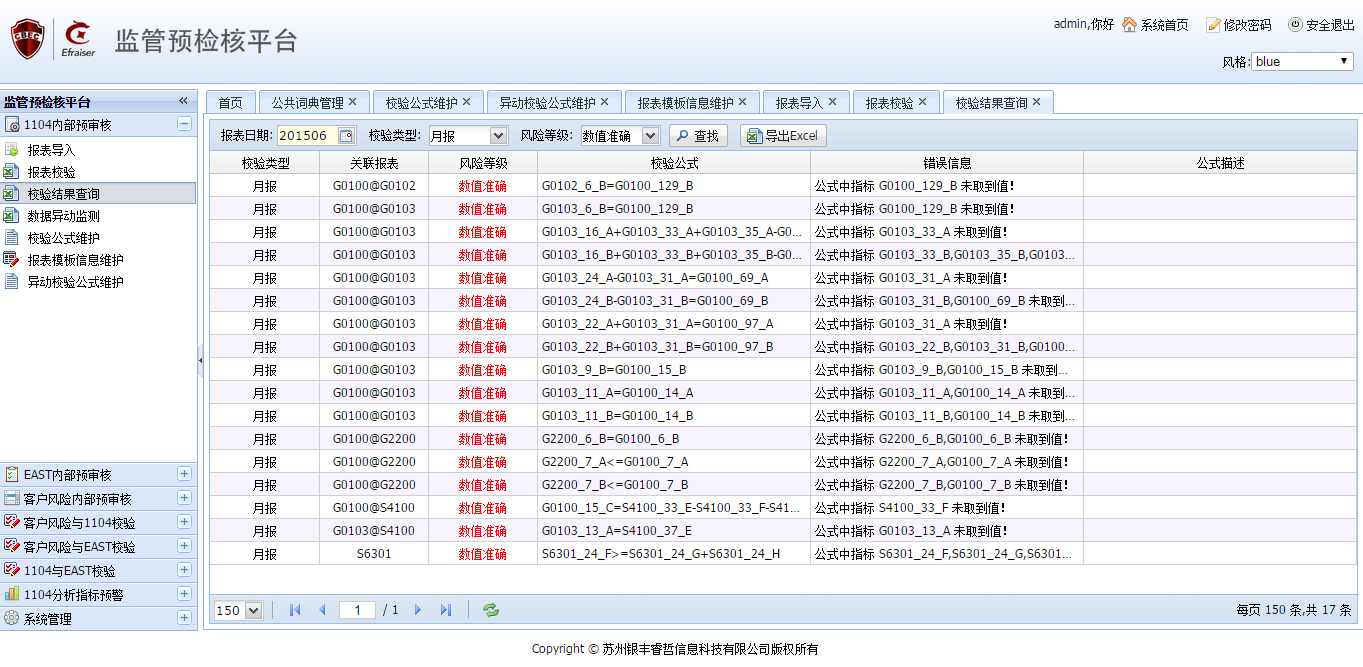 CBEC
Efraiser
监管预检核平台
admin,你好 系统首页 修改密码 安全退出
风格: blue
监管预检核平台
1104内部预审核
报表导入
报表校验
校验结果查询
数据异动监测
校验公式维护
报表模板信息维护
异动校验公式维护
EAST内部预审核
客户风险内部预审核
客户风险与1104校验
客户风险与EAST校验
1104与EAST校验
1104分析指标预警
系统管理
首页 公共词典管理 校验公式维护 异动校验公式维护 报表模板信息维护 报表导入 报表校验 校验结果查询
报表日期: 201506 校验类型: 月报 风险等级: 数值准确 查找 导出Excel
校验类型 关联报表 风险等级 校验公式 错误信息 公式描述
月报 G0100@G0102 数值准确 G0102_6_B=G0100_129_B 公式中指标 G0100_129_B 未取到值!
月报 G0100@G0103 数值准确 G0103_6_B=G0100_129_B 公式中指标 G0100_129_B 未取到值!
月报 G0100@G0103 数值准确 G0103_16_A+G0103_33_A+G0103_35_A-G0... 公式中指标 G0103_33_A 未取到值!
月报 G0100@G0103 数值准确 G0103_16_B+G0103_33_B+G0103_35_B-G0... 公式中指标 G0103_33_B,G0103_35_B,G0103...
月报 G0100@G0103 数值准确 G0103_24_A-G0103_31_A=G0100_69_A 公式中指标 G0103_31_A 未取到值!
月报 G0100@G0103 数值准确 G0103_24_B-G0103_31_B=G0100_69_B 公式中指标 G0103_31_B,G0100_69_B 未取到...
月报 G0100@G0103 数值准确 G0103_22_A+G0103_31_A=G0100_97_A 公式中指标 G0103_31_A 未取到值!
月报 G0100@G0103 数值准确 G0103_22_B+G0103_31_B=G0100_97_B 公式中指标 G0103_22_B,G0103_31_B,G0100...
月报 G0100@G0103 数值准确 G0103_9_B=G0100_15_B 公式中指标 G0103_9_B,G0100_15_B 未取到...
月报 G0100@G0103 数值准确 G0103_11_A=G0100_14_A 公式中指标 G0103_11_A,G0100_14_A 未取到...
月报 G0100@G0103 数值准确 G0103_11_B=G0100_14_B 公式中指标 G0103_11_B,G0100_14_B 未取到...
月报 G0100@G2200 数值准确 G2200_6_B=G0100_6_B 公式中指标 G2200_6_B,G0100_6_B 未取到值!
月报 G0100@G2200 数值准确 G2200_7_A<=G0100_7_A 公式中指标 G2200_7_A,G0100_7_A 未取到值!
月报 G0100@G2200 数值准确 G2200_7_B<=G0100_7_B 公式中指标 G2200_7_B,G0100_7_B 未取到值!
月报 G0100@S4100 数值准确 G0100_15_C=S4100_33_E-S4100_33_F-S41... 公式中指标 S4100_33_F 未取到值!
月报 G0103@S4100 数值准确 G0103_13_A=S4100_37_E 公式中指标 G0103_13_A 未取到值!
月报 S6301 数值准确 S6301_24_F>=S6301_24_G+S6301_24_H 公式中指标 S6301_24_F,S6301_24_G,S6301...
150 1 / 1 每页 150 条,共 17 条
Copyright © 苏州银丰睿哲信息科技有限公司版权所有